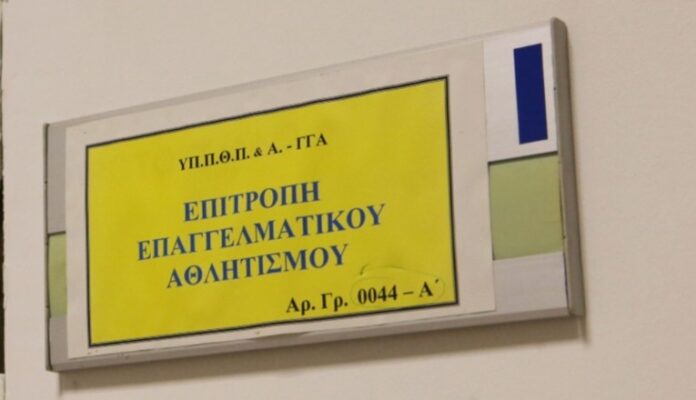 ΥΠ.Π.Θ.Π. & Α. - ΓΓΑ
ΕΠΙΤΡΟΠΗ
ΕΠΑΓΓΕΛΜΑΤΙΚΟΥ
ΑΘΛΗΤΙΣΜΟΥ
Αρ. Γρ. 0044 – Α΄